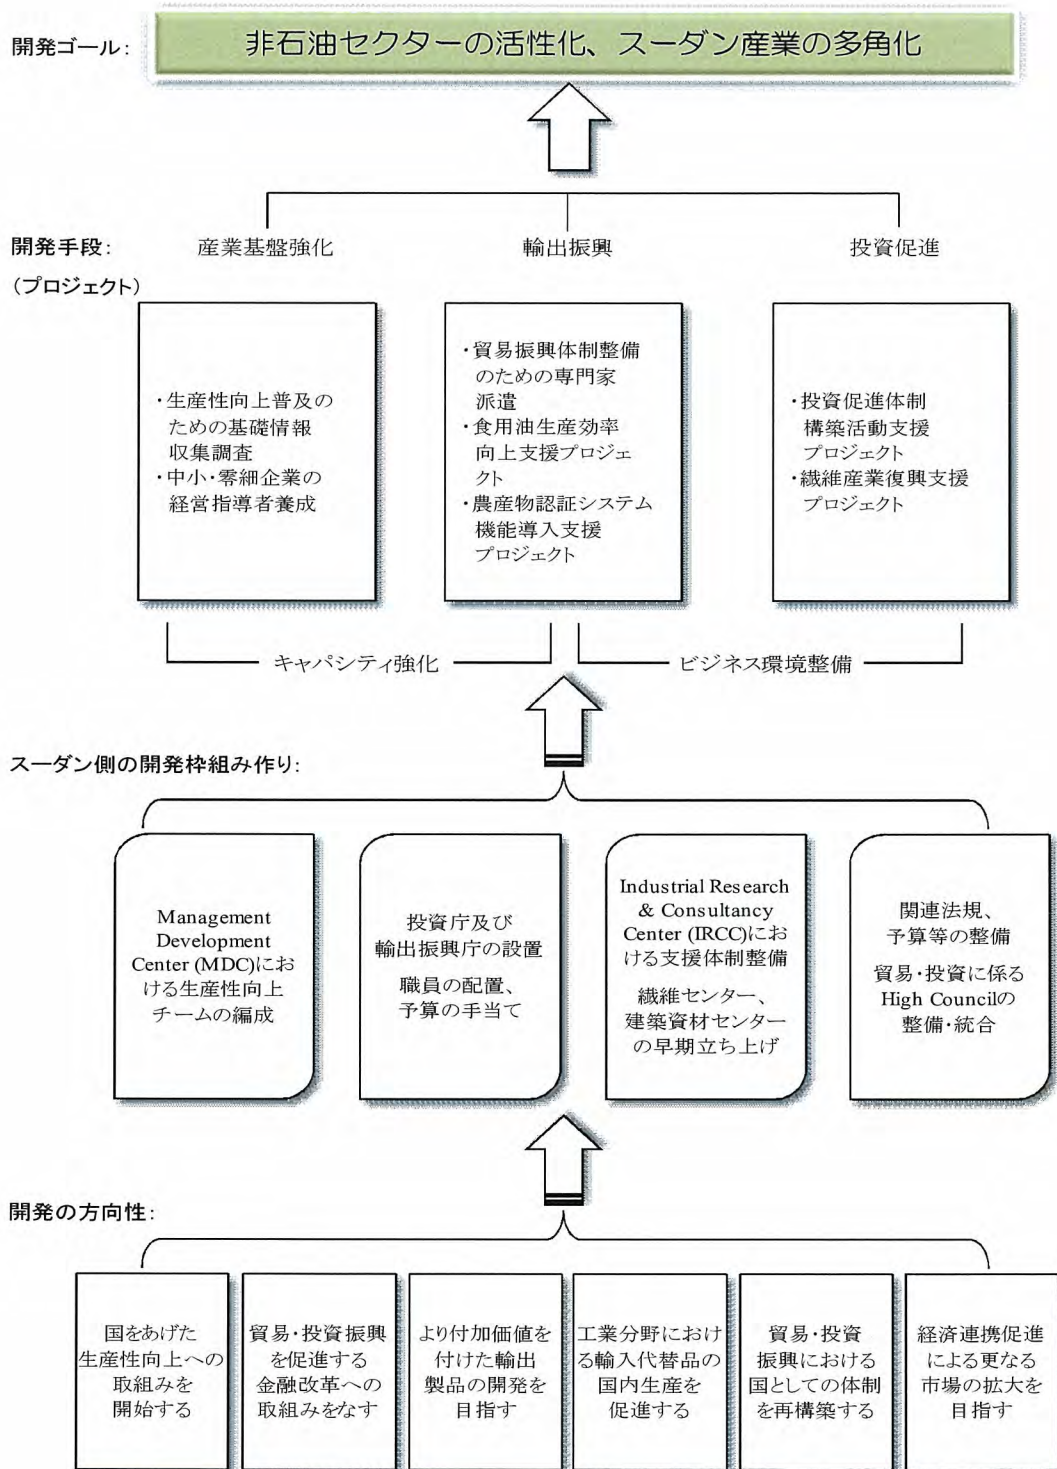 開発ゴール:
非石油セクターの活性化、スーダン産業の多角化
開発手段:
(プロジェクト)
産業基盤強化
輸出振興
投資促進
・生産性向上普及の
ための基礎情報
収集調査
・中小・零細企業の
経営指導者養成
・貿易振興体制整備
のための専門家
派遣
・食用油生産効率
向上支援プロジェ
クト
・農産物認証システム
機能導入支援
プロジェクト
・投資促進体制
構築活動支援
プロジェクト
・繊維産業復興支援
プロジェクト
キャパシティ強化
ビジネス環境整備
スーダン側の開発枠組み作り:
Management
Development
Center (MDC)にお
ける生産性向上
チームの編成
投資庁及び
輸出振興庁の設置
職員の配置、
予算の手当て
Industrial Research
& Consultancy
Center (IRCC)にお
ける支援体制整備
繊維センター、
建築資材センター
の早期立ち上げ
関連法規、
予算等の整備
貿易・投資に係る
High Councilの
整備・統合
開発の方向性:
国をあげた
生産性向上への
取組みを
開始する
貿易・投資振興
を促進する
金融改革への
取組みをなす
より付加価値を
付けた輸出
製品の開発を
目指す
工業分野におけ
る輸入代替品の
国内生産を
促進する
貿易・投資
振興における
国としての体制
を再構築する
経済連携促進
による更なる
市場の拡大を
目指す